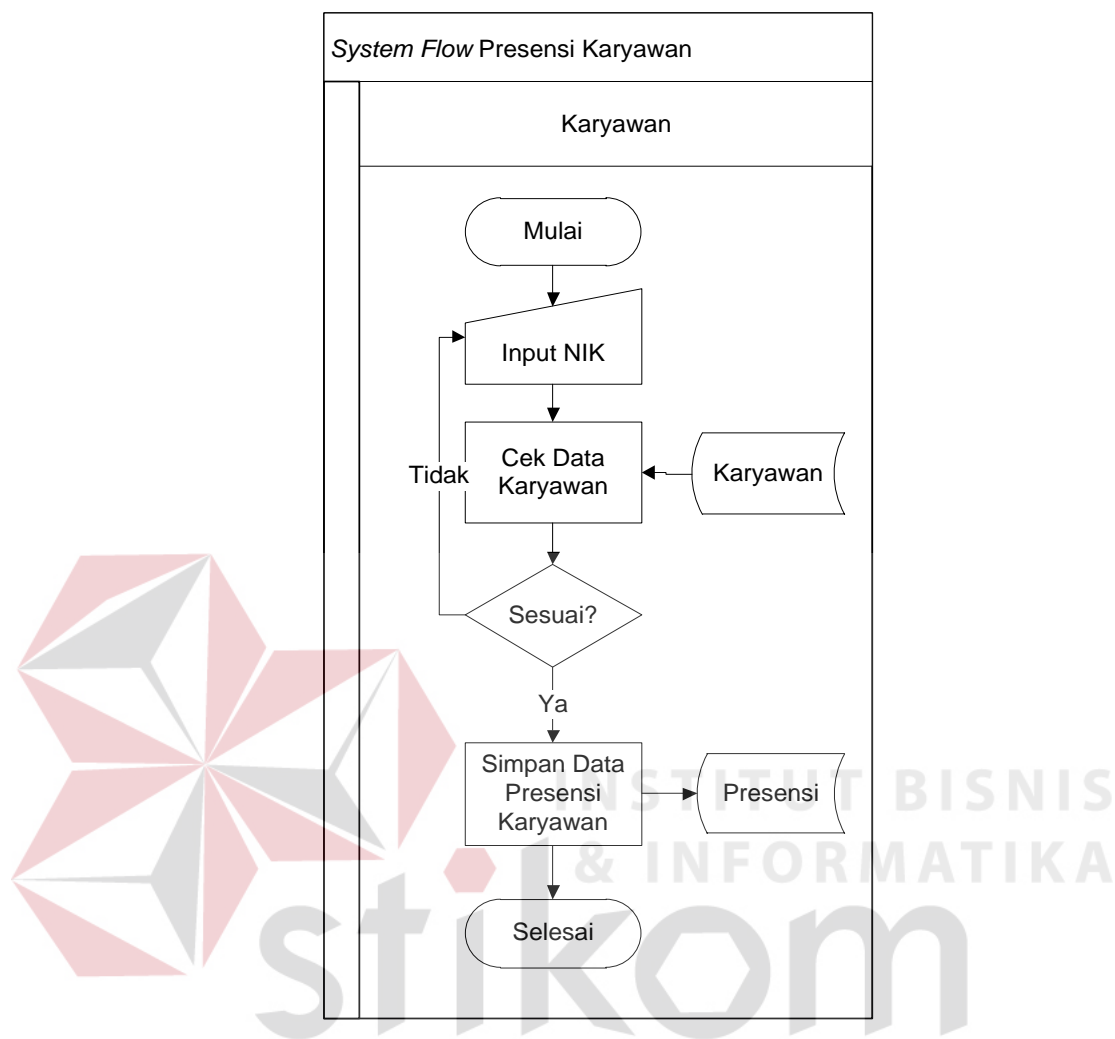 System Flow Presensi Karyawan
Karyawan
Mulai
Input NIK
Cek Data
Karyawan
Karyawan
Tidak
Sesuai?
Ya
Simpan Data
Presensi
Karyawan
Presensi
Selesai
INSTITUT BISNIS
& INFORMATIKA
stikom